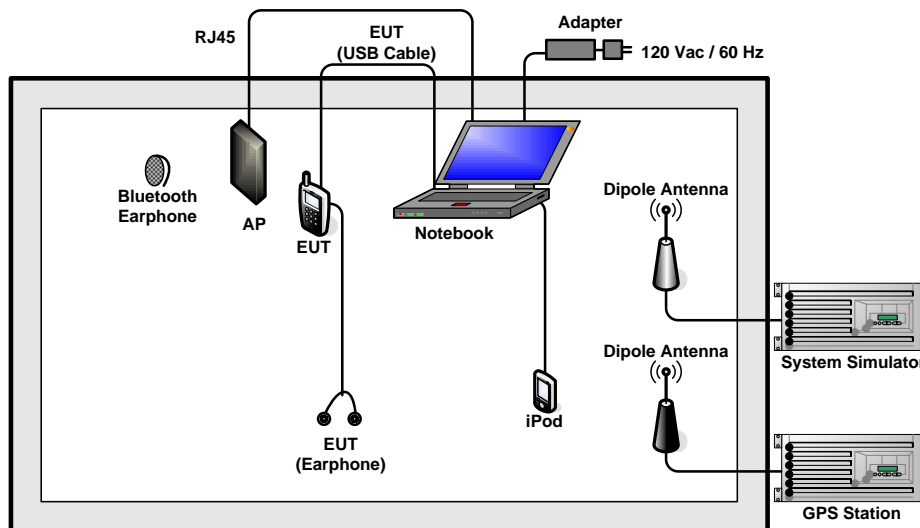 Adapter
120 Vac / 60 Hz
RJ45
EUT
(USB Cable)
Bluetooth
Earphone
AP
EUT
Notebook
Dipole Antenna
System Simulator
Dipole Antenna
iPod
EUT
(Earphone)
GPS Station